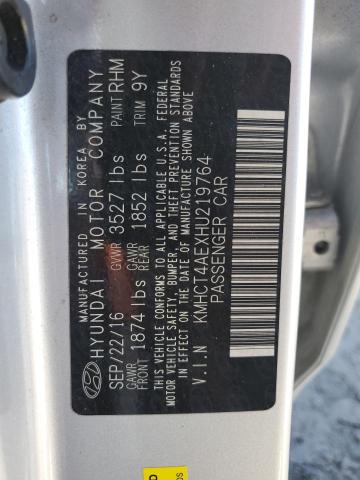 MANUFACTURED IN KOREA BY
HYUNDAI MOTOR COMPANY
SEP/22/16 GVWR 3527 lbs PAINT RHM
GAWR FRONT 1874 lbs GAWR REAR 1852 lbs TRIM 9Y
THIS VEHICLE CONFORMS TO ALL APPLICABLE U.S.A. FEDERAL
MOTOR VEHICLE SAFETY, BUMPER, AND THEFT PREVENTION STANDARDS
IN EFFECT ON THE DATE OF MANUFACTURE SHOWN ABOVE
V.I.N KMHCT4AEXHU219764
PASSENGER CAR